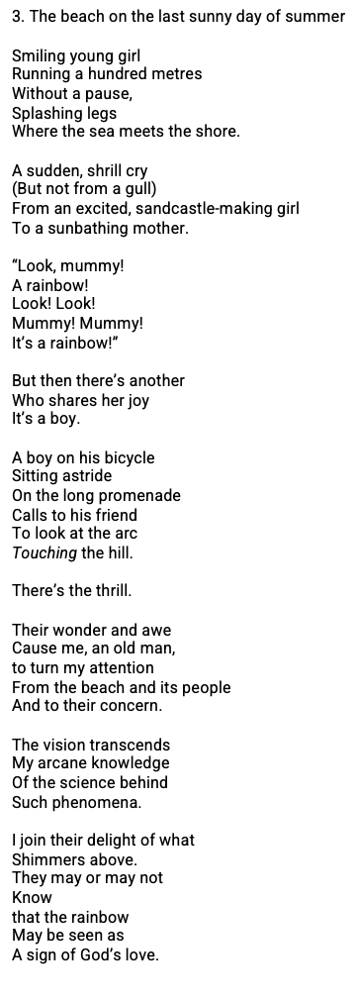 3. The beach on the last sunny day of summer
Smiling young girl
Running a hundred metres
Without a pause,
Splashing legs
Where the sea meets the shore.
A sudden, shrill cry
(But not from a gull)
From an excited, sandcastle-making girl
To a sunbathing mother.
“Look, mummy!
A rainbow!
Look! Look!
Mummy! Mummy!
It’s a rainbow!”
But then there’s another
Who shares her joy
It’s a boy.
A boy on his bicycle
Sitting astride
On the long promenade
Calls to his friend
To look at the arc
Touching the hill.
There’s the thrill.
Their wonder and awe
Cause me, an old man,
to turn my attention
From the beach and its people
And to their concern.
The vision transcends
My arcane knowledge
Of the science behind
Such phenomena.
I join their delight of what
Shimmers above.
They may or may not
Know
that the rainbow
May be seen as
A sign of God’s love.